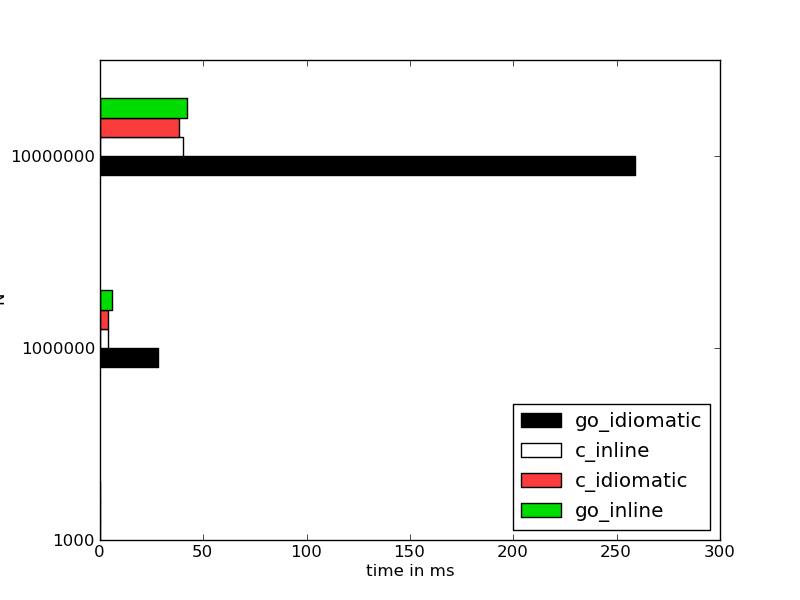 10000000
N
1000000
1000
0 50 100 150 200 250 300
time in ms
go_idiomatic
c_inline
c_idiomatic
go_inline